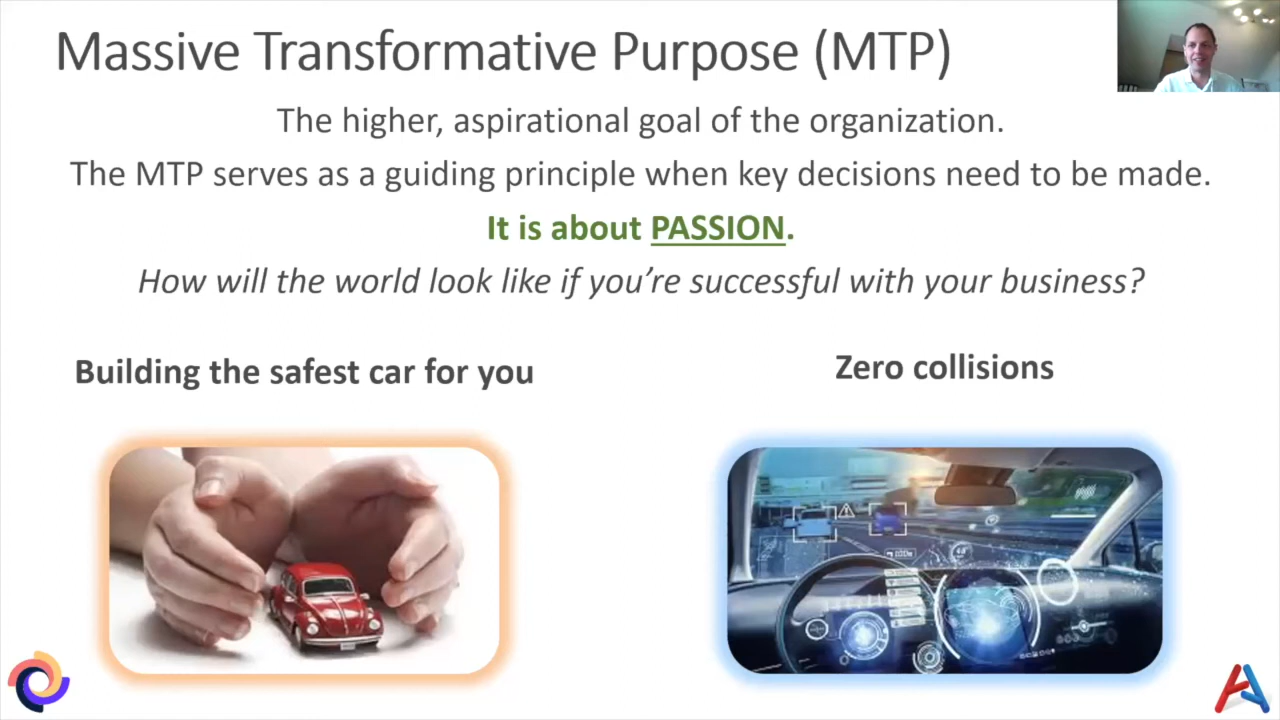 Massive Transformative Purpose (MTP)
The higher, aspirational goal of the organization.
The MTP serves as a guiding principle when key decisions need to be made.
It is about PASSION.
How will the world look like if you're successful with your business?
Building the safest car for you
Zero collisions